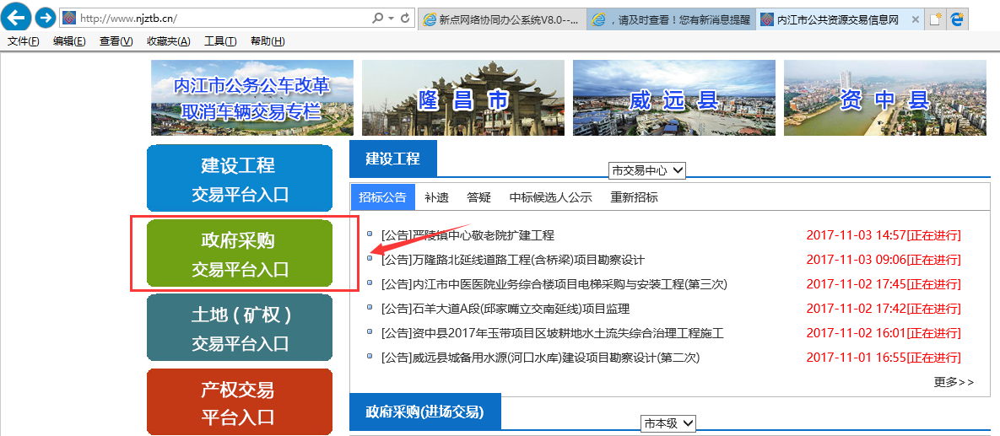 http://www.njztb.cn/
新点网络协同办公系统V8.0--...
，请及时查看！您有新消息提醒
内江市公共资源交易信息网
文件(F) 编辑(E) 查看(V) 收藏夹(A) 工具(T) 帮助(H)
内江市公务公车改革
取消车辆交易专栏
隆昌市
威远县
资中县
建设工程
交易平台入口
政府采购
交易平台入口
土地(矿权)
交易平台入口
产权交易
平台入口
建设工程
市交易中心
招标公告 补遗 答疑 中标候选人公示 重新招标
[公告]严陵镇中心敬老院扩建工程 2017-11-03 14:57[正在进行]
[公告]万隆路北延线道路工程(含桥梁)项目勘察设计 2017-11-03 09:06[正在进行]
[公告]内江市中医医院业务综合楼项目电梯采购与安装工程(第三次) 2017-11-02 17:45[正在进行]
[公告]石羊大道A段(邱家嘴立交南延线)项目监理 2017-11-02 17:42[正在进行]
[公告]资中县2017年玉带项目区坡耕地水土流失综合治理工程施工 2017-11-02 16:01[正在进行]
[公告]威远县城备用水源(河口水库)建设项目勘察设计(第二次) 2017-11-01 16:55[正在进行]
更多>>
政府采购(进场交易)
市本级